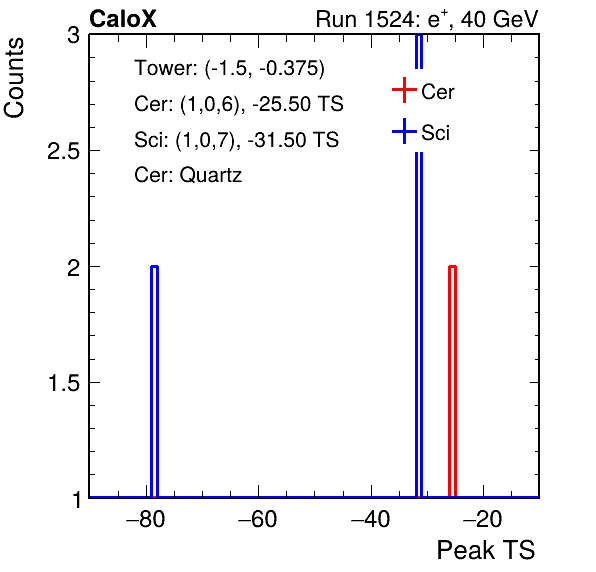 CaloX Run 1524: e+, 40 GeV
Counts
3
2.5
2
1.5
1
Tower: (-1.5, -0.375)
Cer: (1,0,6), -25.50 TS
Sci: (1,0,7), -31.50 TS
Cer: Quartz
Cer
Sci
−80 −60 −40 −20
Peak TS